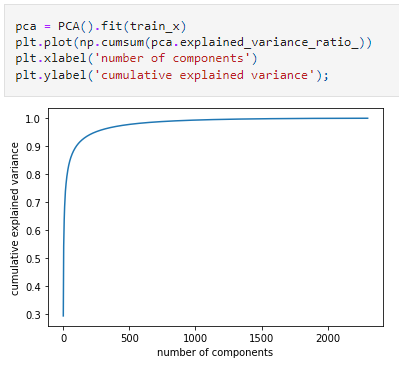 pca = PCA().fit(train_x)
plt.plot(np.cumsum(pca.explained_variance_ratio_))
plt.xlabel('number of components')
plt.ylabel('cumulative explained variance');
1.0
0.9
0.8
0.7
0.6
0.5
0.4
0.3
cumulative explained variance
0 500 1000 1500 2000
number of components